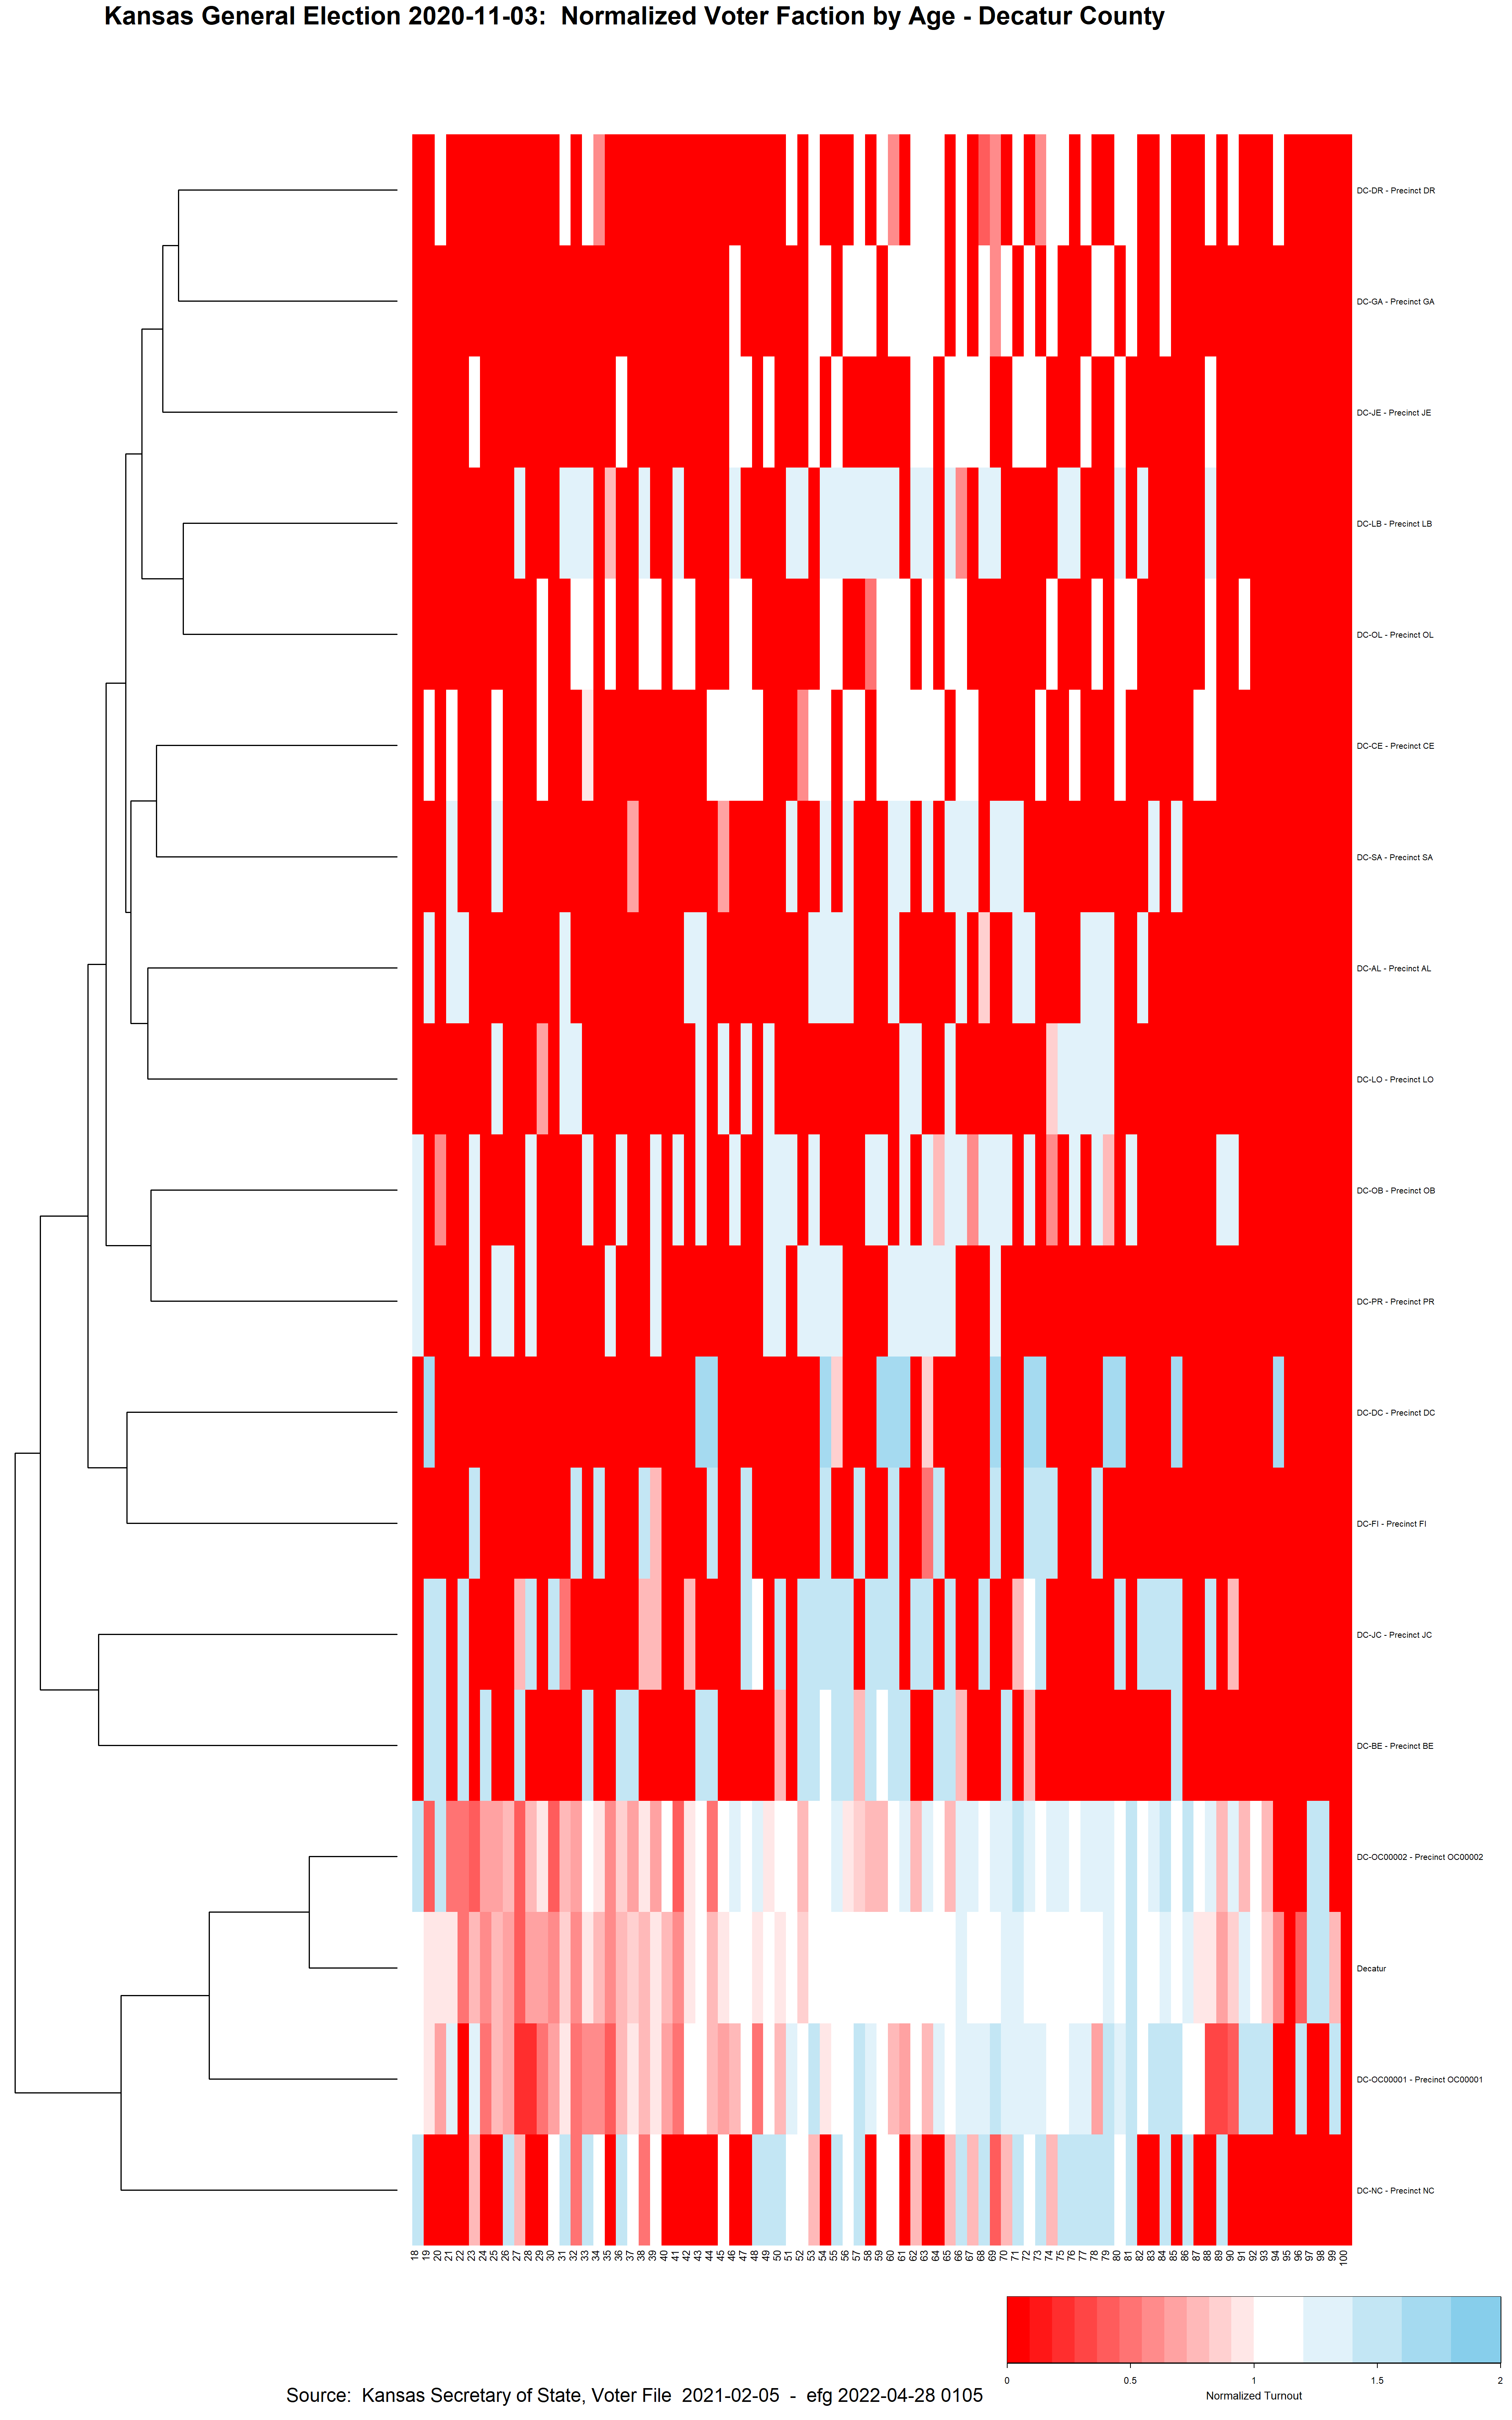 Kansas General Election 2020-11-03:  Normalized Voter Faction by Age - Decatur County
DC-DR - Precinct DR
DC-GA - Precinct GA
DC-JE - Precinct JE
DC-LB - Precinct LB
DC-OL - Precinct OL
DC-CE - Precinct CE
DC-SA - Precinct SA
DC-AL - Precinct AL
DC-LO - Precinct LO
DC-OB - Precinct OB
DC-PR - Precinct PR
DC-DC - Precinct DC
DC-FI - Precinct FI
DC-JC - Precinct JC
DC-BE - Precinct BE
DC-OC00002 - Precinct OC00002
Decatur
DC-OC00001 - Precinct OC00001
DC-NC - Precinct NC
18 19 20 21 22 23 24 25 26 27 28 29 30 31 32 33 34 35 36 37 38 39 40 41 42 43 44 45 46 47 48 49 50 51 52 53 54 55 56 57 58 59 60 61 62 63 64 65 66 67 68 69 70 71 72 73 74 75 76 77 78 79 80 81 82 83 84 85 86 87 88 89 90 91 92 93 94 95 96 97 98 99 100
0 0.5 1 1.5 2
Normalized Turnout
Source:  Kansas Secretary of State, Voter File  2021-02-05  -  efg 2022-04-28 0105